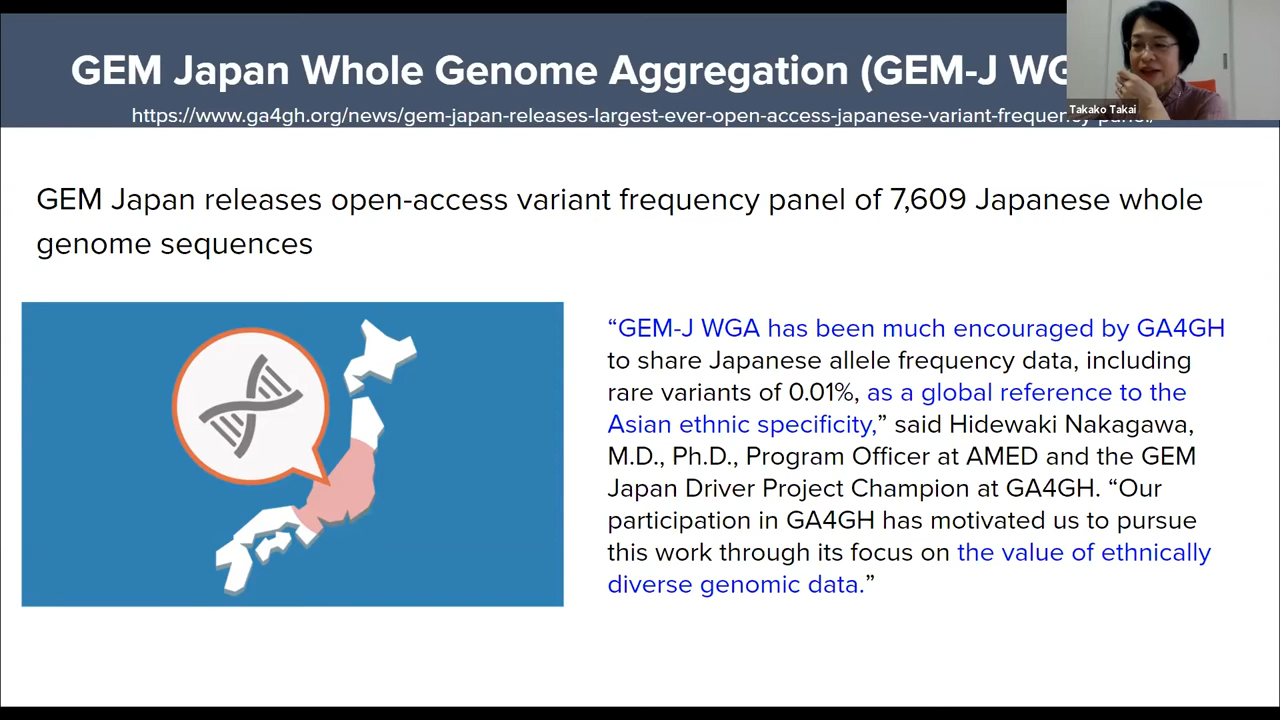 GEM Japan Whole Genome Aggregation (GEM-J WG
https://www.ga4gh.org/news/gem-japan-releases-largest-ever-open-access-japanese-variant-frequency-panel/
Takako Takai
GEM Japan releases open-access variant frequency panel of 7,609 Japanese whole
genome sequences
“GEM-J WGA has been much encouraged by GA4GH
to share Japanese allele frequency data, including
rare variants of 0.01%, as a global reference to the
Asian ethnic specificity,” said Hidewaki Nakagawa,
M.D., Ph.D., Program Officer at AMED and the GEM
Japan Driver Project Champion at GA4GH. “Our
participation in GA4GH has motivated us to pursue
this work through its focus on the value of ethnically
diverse genomic data.”